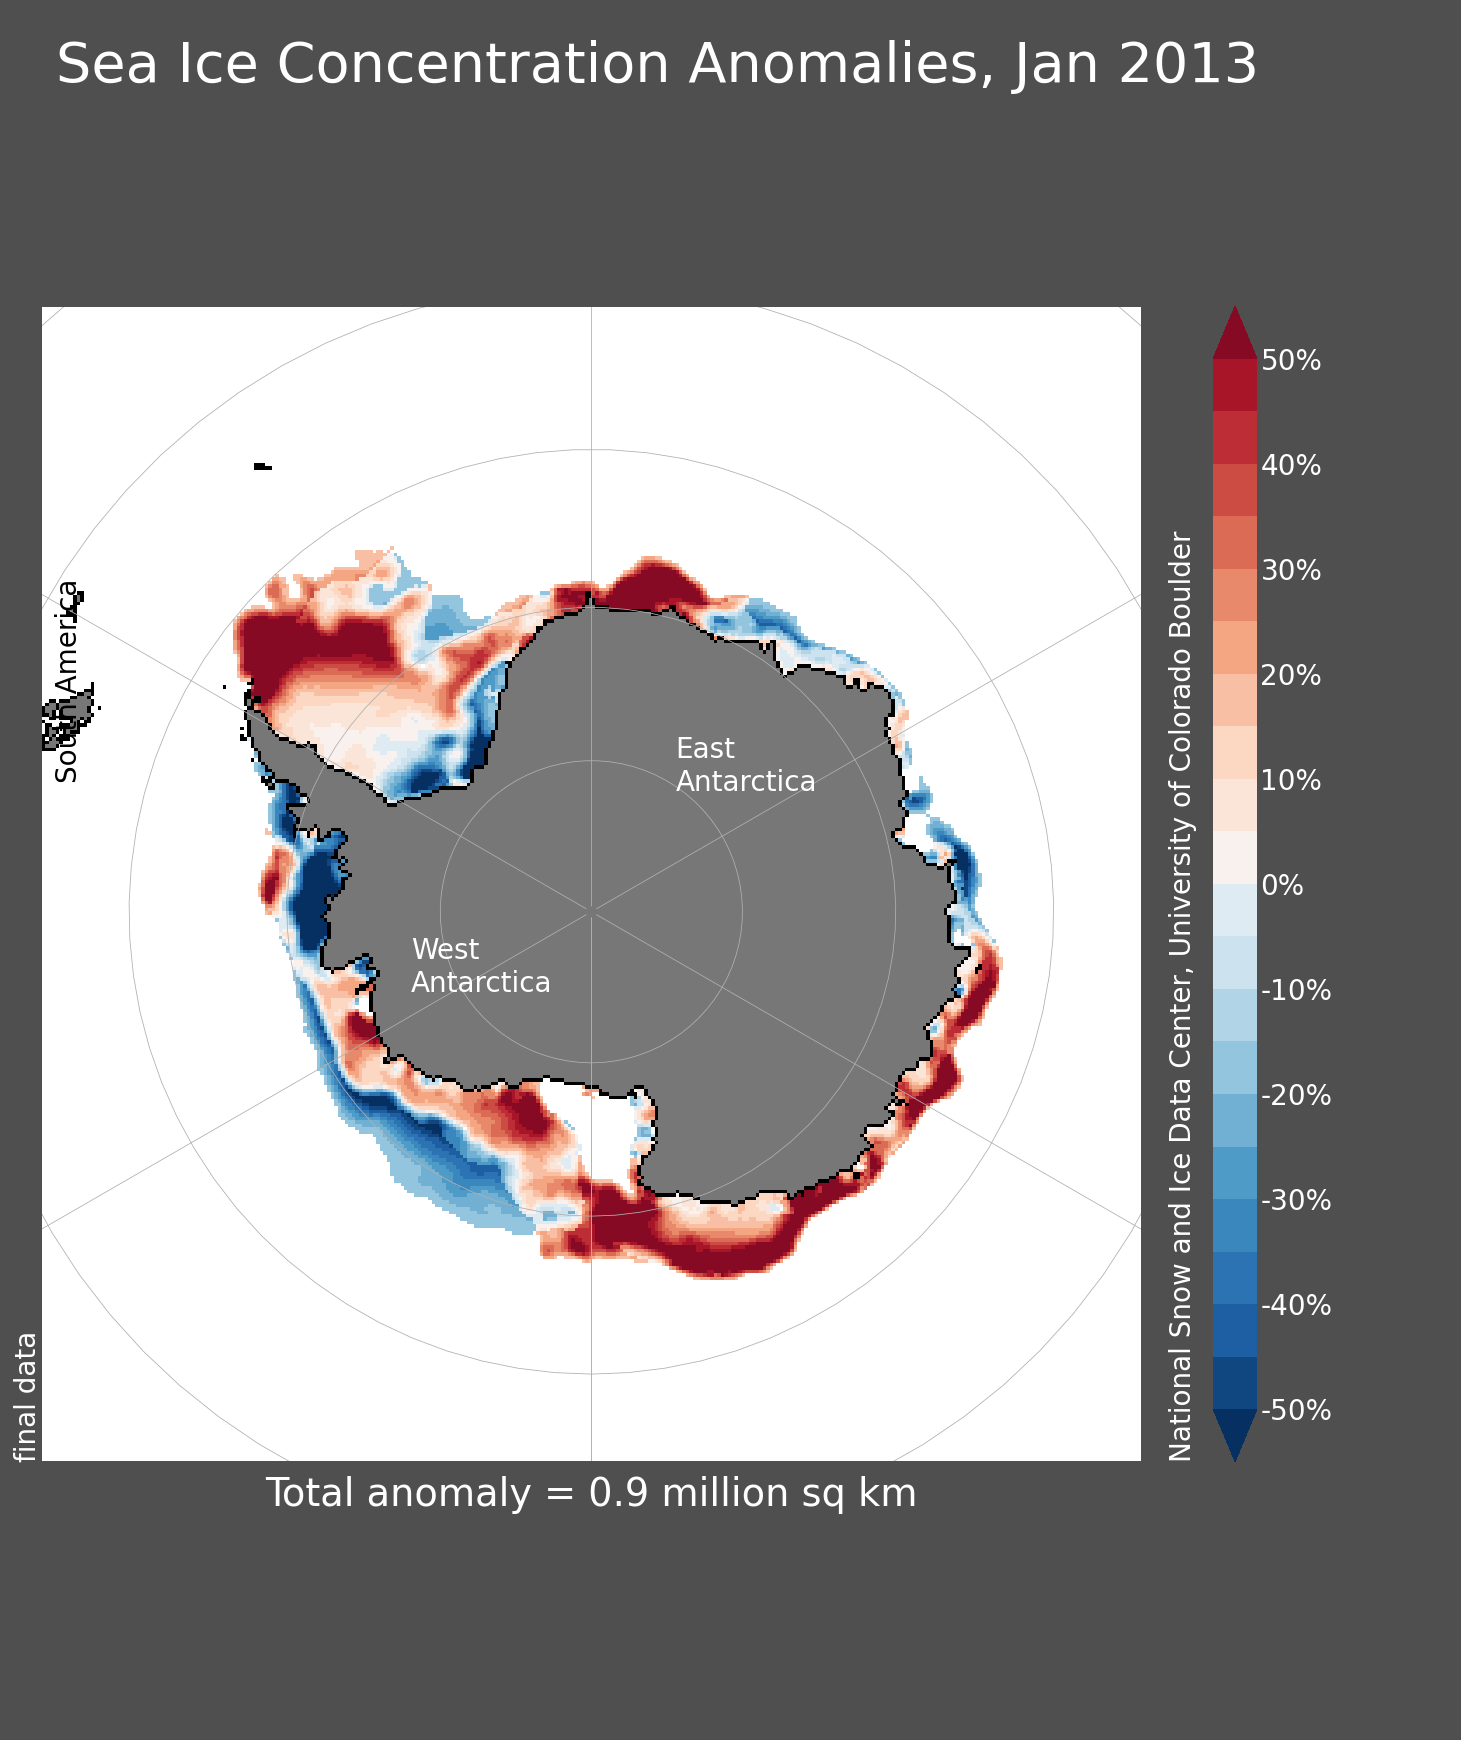 Sea Ice Concentration Anomalies, Jan 2013
South America
East
Antarctica
West
Antarctica
final data
Total anomaly = 0.9 million sq km
National Snow and Ice Data Center, University of Colorado Boulder
50%
40%
30%
20%
10%
0%
-10%
-20%
-30%
-40%
-50%